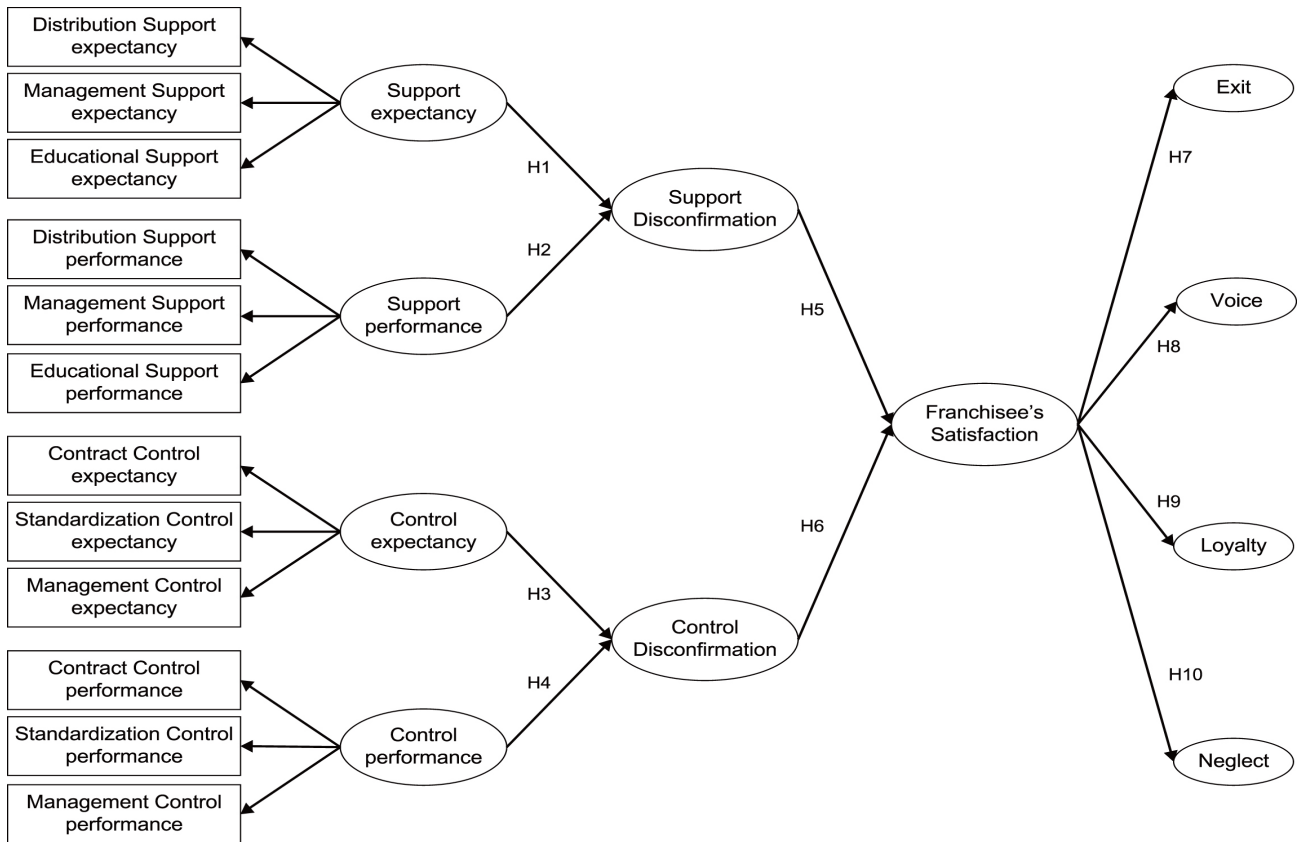 Distribution Support
expectancy
Management Support
expectancy
Educational Support
expectancy
Support
expectancy
H1
Distribution Support
performance
Management Support
performance
Educational Support
performance
Support
performance
H2
Support
Disconfirmation
H5
Contract Control
expectancy
Standardization Control
expectancy
Management Control
expectancy
Control
expectancy
H3
Contract Control
performance
Standardization Control
performance
Management Control
performance
Control
performance
H4
Control
Disconfirmation
H6
Franchisee’s
Satisfaction
H7
Exit
H8
Voice
H9
Loyalty
H10
Neglect